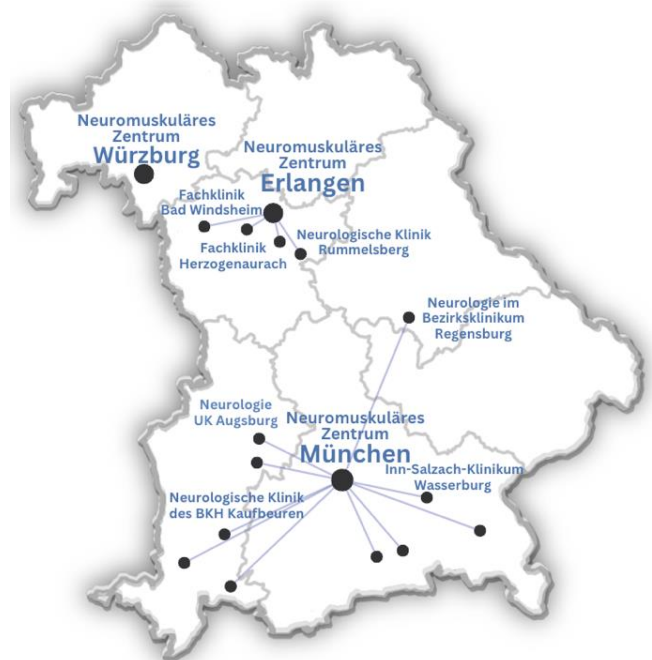 Neuromuskuläres
Zentrum
Würzburg
Neuromuskuläres
Zentrum
Erlangen
Fachklinik
Bad Windsheim
Fachklinik
Herzogenaurach
Neurologische Klinik
Rummelsberg
Neurologie im
Bezirksklinikum
Regensburg
Neurologie
UK Augsburg
Neuromuskuläres
Zentrum
München
Inn-Salzach-Klinikum
Wasserburg
Neurologische Klinik
des BKH Kaufbeuren